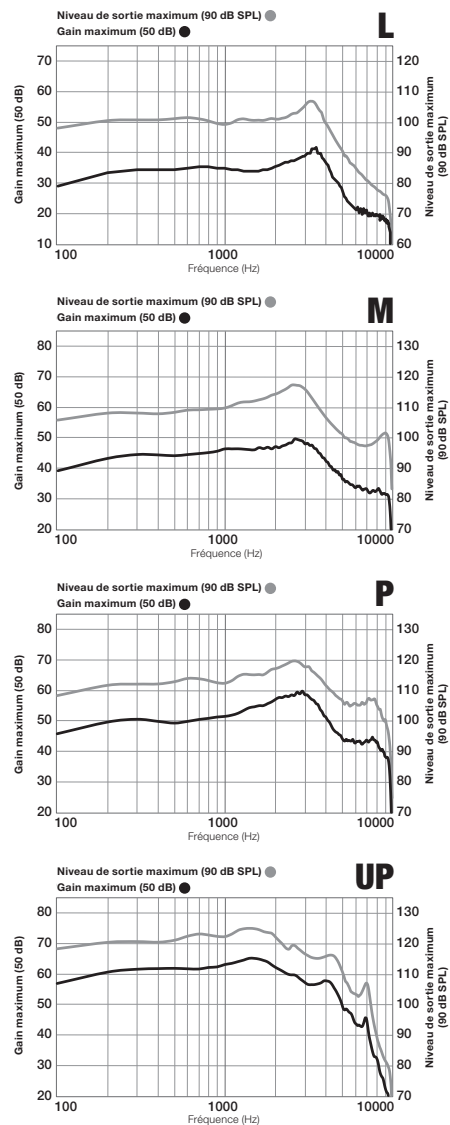 Niveau de sortie maximum (90 dB SPL)
Gain maximum (50 dB)
L
Gain maximum (50 dB)
70
60
50
40
30
20
10
120
110
100
90
80
70
60
Niveau de sortie maximum
(90 dB SPL)
100
1000
10000
Fréquence (Hz)
Niveau de sortie maximum (90 dB SPL)
Gain maximum (50 dB)
M
Gain maximum (50 dB)
80
70
60
50
40
30
20
130
120
110
100
90
80
70
Niveau de sortie maximum
(90 dB SPL)
100
1000
10000
Fréquence (Hz)
Niveau de sortie maximum (90 dB SPL)
Gain maximum (50 dB)
P
Gain maximum (50 dB)
80
70
60
50
40
30
20
130
120
110
100
90
80
70
Niveau de sortie maximum
(90 dB SPL)
100
1000
10000
Fréquence (Hz)
Niveau de sortie maximum (90 dB SPL)
Gain maximum (50 dB)
UP
Gain maximum (50 dB)
80
70
60
50
40
30
20
130
120
110
100
90
80
70
Niveau de sortie maximum
(90 dB SPL)
100
1000
10000
Fréquence (Hz)